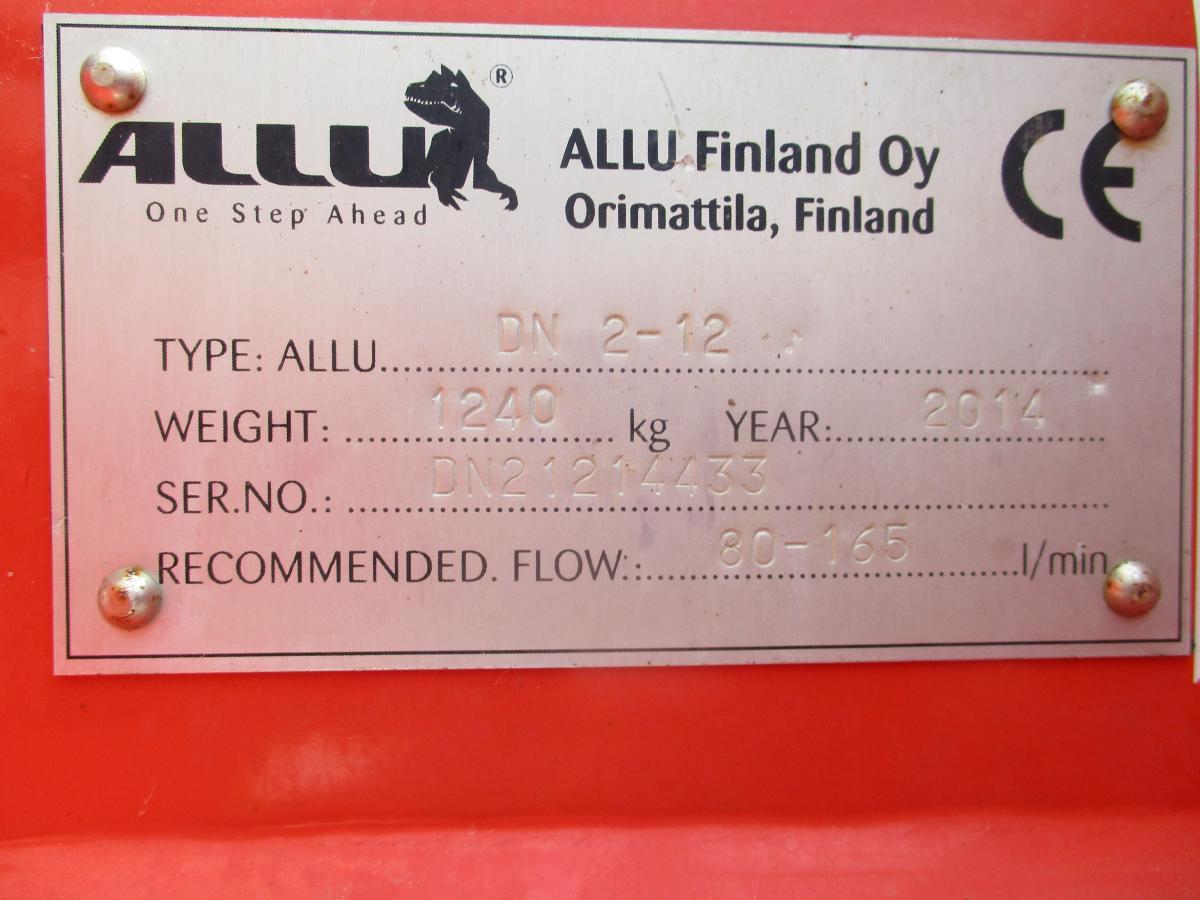 ALLU ®
One Step Ahead
ALLU Finland Oy
Orimattila, Finland
CE
TYPE: ALLU.......... DN 2-12
WEIGHT: .......... 1240 kg YEAR:.......... 2014
SER.NO.: .......... DN21214433
RECOMMENDED. FLOW:.......... 80-165 l/min